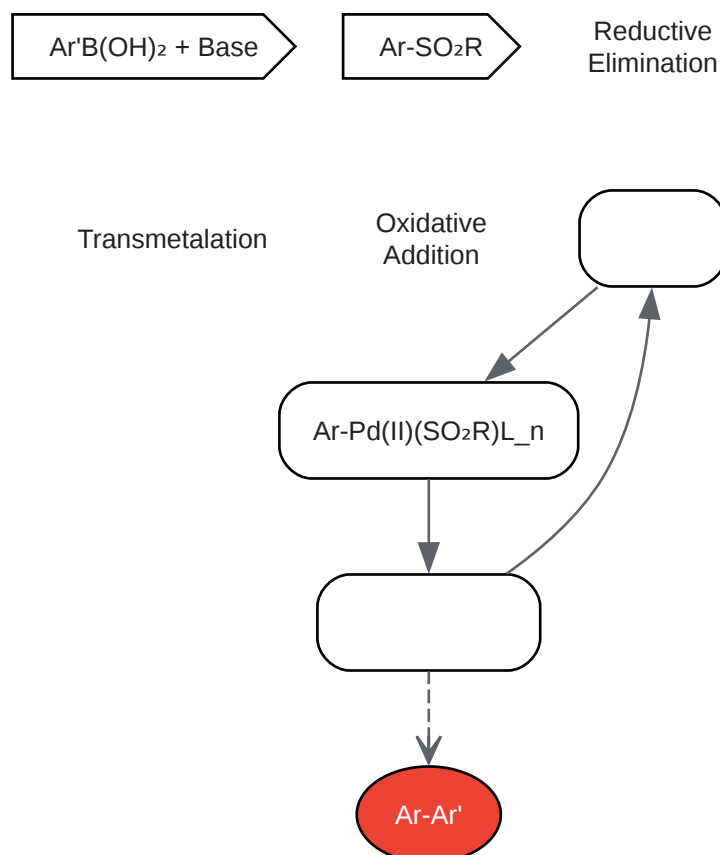 Ar'B(OH)₂ + Base
Ar-SO₂R
Reductive
Elimination
Transmetalation
Oxidative
Addition
Ar-Pd(II)(SO₂R)L_n
Ar-Ar'